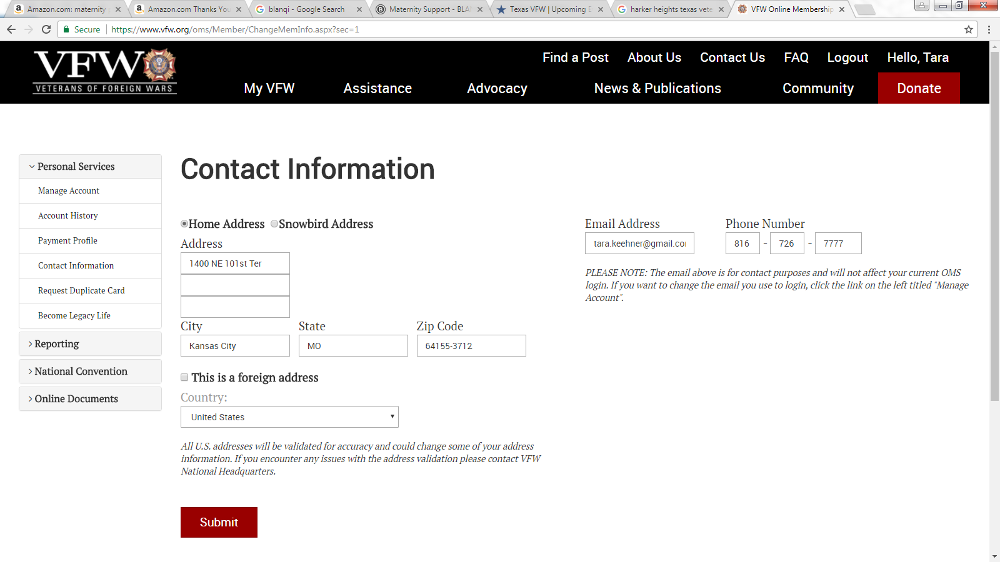 Amazon.com: maternity
Amazon.com Thanks You
blanqi - Google Search
Maternity Support - BLAN
Texas VFW | Upcoming E
harker heights texas vete
VFW Online Membership
Secure
https://www.vfw.org/oms/Member/ChangeMemInfo.aspx?sec=1
VFW
VETERANS OF FOREIGN WARS
Find a Post About Us Contact Us FAQ Logout Hello, Tara
My VFW Assistance Advocacy News & Publications Community Donate
Personal Services
Manage Account
Account History
Payment Profile
Contact Information
Request Duplicate Card
Become Legacy Life
Reporting
National Convention
Online Documents
Contact Information
Home Address Snowbird Address
Address
1400 NE 101st Ter
City State Zip Code
Kansas City MO 64155-3712
This is a foreign address
Country:
United States
All U.S. addresses will be validated for accuracy and could change some of your address
information. If you encounter any issues with the address validation please contact VFW
National Headquarters.
Submit
Email Address Phone Number
tara.keehner@gmail.co 816 - 726 - 7777
PLEASE NOTE: The email above is for contact purposes and will not affect your current OMS
login. If you want to change the email you use to login, click the link on the left titled "Manage
Account".